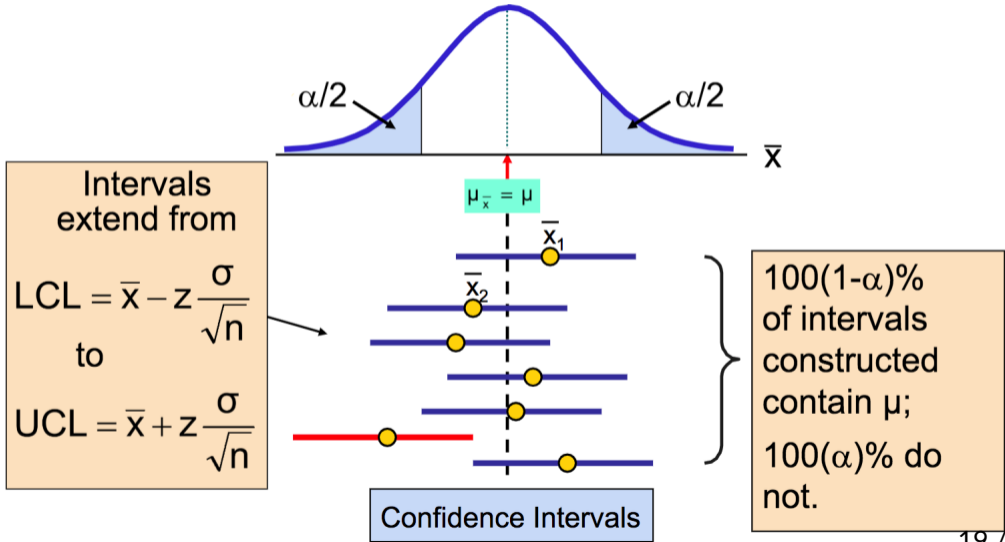 α/2
α/2
x̄
μx̄ = μ
Intervals
extend from
LCL = x̄ − z σ/√n
to
UCL = x̄ + z σ/√n
x̄₁
x̄₂
100(1-α)%
of intervals
constructed
contain μ;
100(α)% do
not.
Confidence Intervals